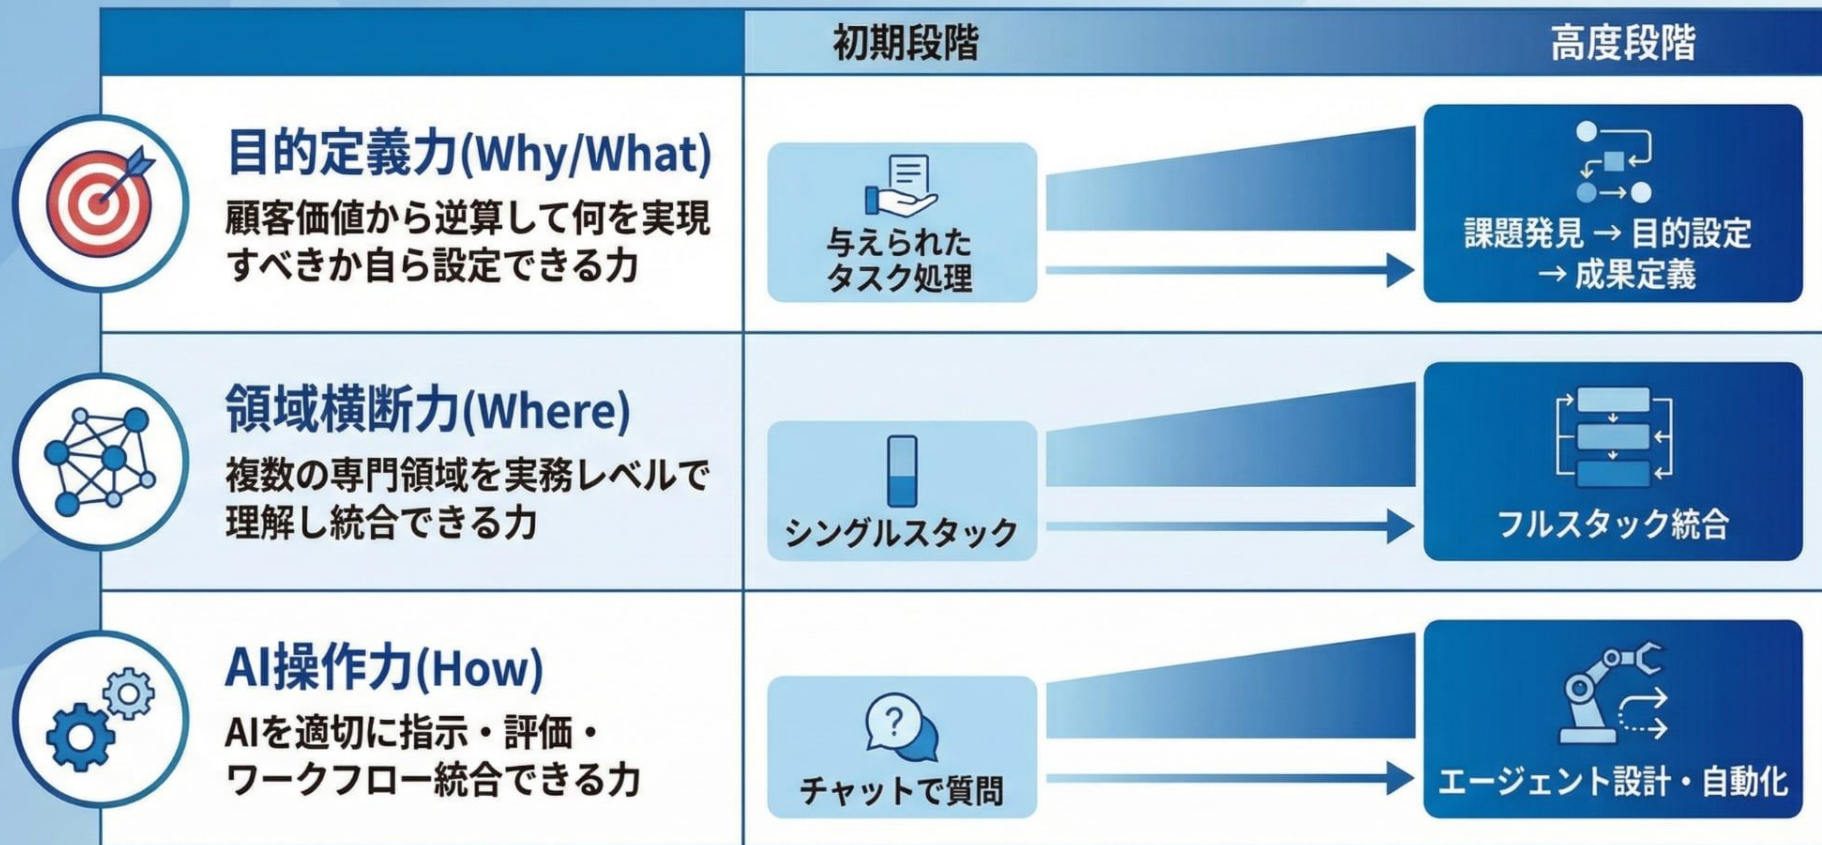 初期段階
高度段階
目的定義力(Why/What)
顧客価値から逆算して何を実現
すべきか自ら設定できる力
与えられた
タスク処理
課題発見 → 目的設定
→ 成果定義
領域横断力(Where)
複数の専門領域を実務レベルで
理解し統合できる力
シングルスタック
フルスタック統合
AI操作力(How)
AIを適切に指示・評価・
ワークフロー統合できる力
?
チャットで質問
エージェント設計・自動化